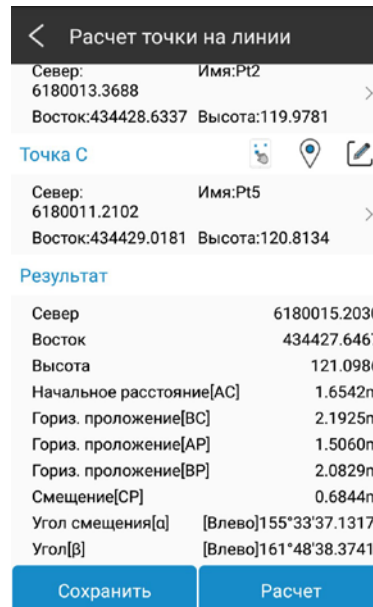 Расчет точки на линии
Север: Имя:Pt2
6180013.3688
Восток:434428.6337 Высота:119.9781
Точка C
Север: Имя:Pt5
6180011.2102
Восток:434429.0181 Высота:120.8134
Результат
Север 6180015.203
Восток 434427.646
Высота 121.098
Начальное расстояние[AC] 1.6542m
Гориз. проложение[BC] 2.1925m
Гориз. проложение[AP] 1.5060m
Гориз. проложение[BP] 2.0829m
Смещение[CP] 0.6844m
Угол смещения[α] [Влево]155°33'37.1317
Угол[β] [Влево]161°48'38.3741
Сохранить Расчет